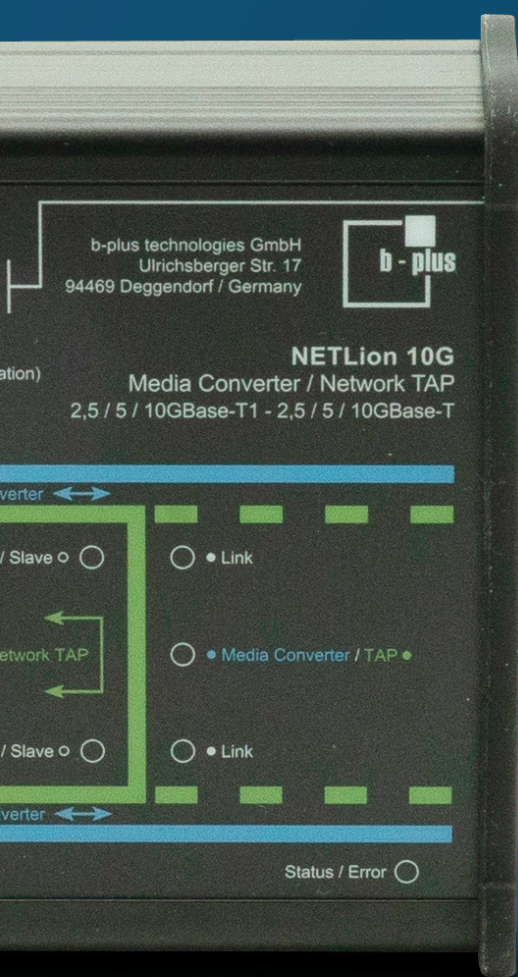 b-plus technologies GmbH
Ulrichsberger Str. 17
94469 Deggendorf / Germany
b - plus
ation)
NETLion 10G
Media Converter / Network TAP
2,5 / 5 / 10GBase-T1 - 2,5 / 5 / 10GBase-T
verter
/ Slave
Link
etwork TAP
Media Converter / TAP
/ Slave
Link
verter
Status / Error